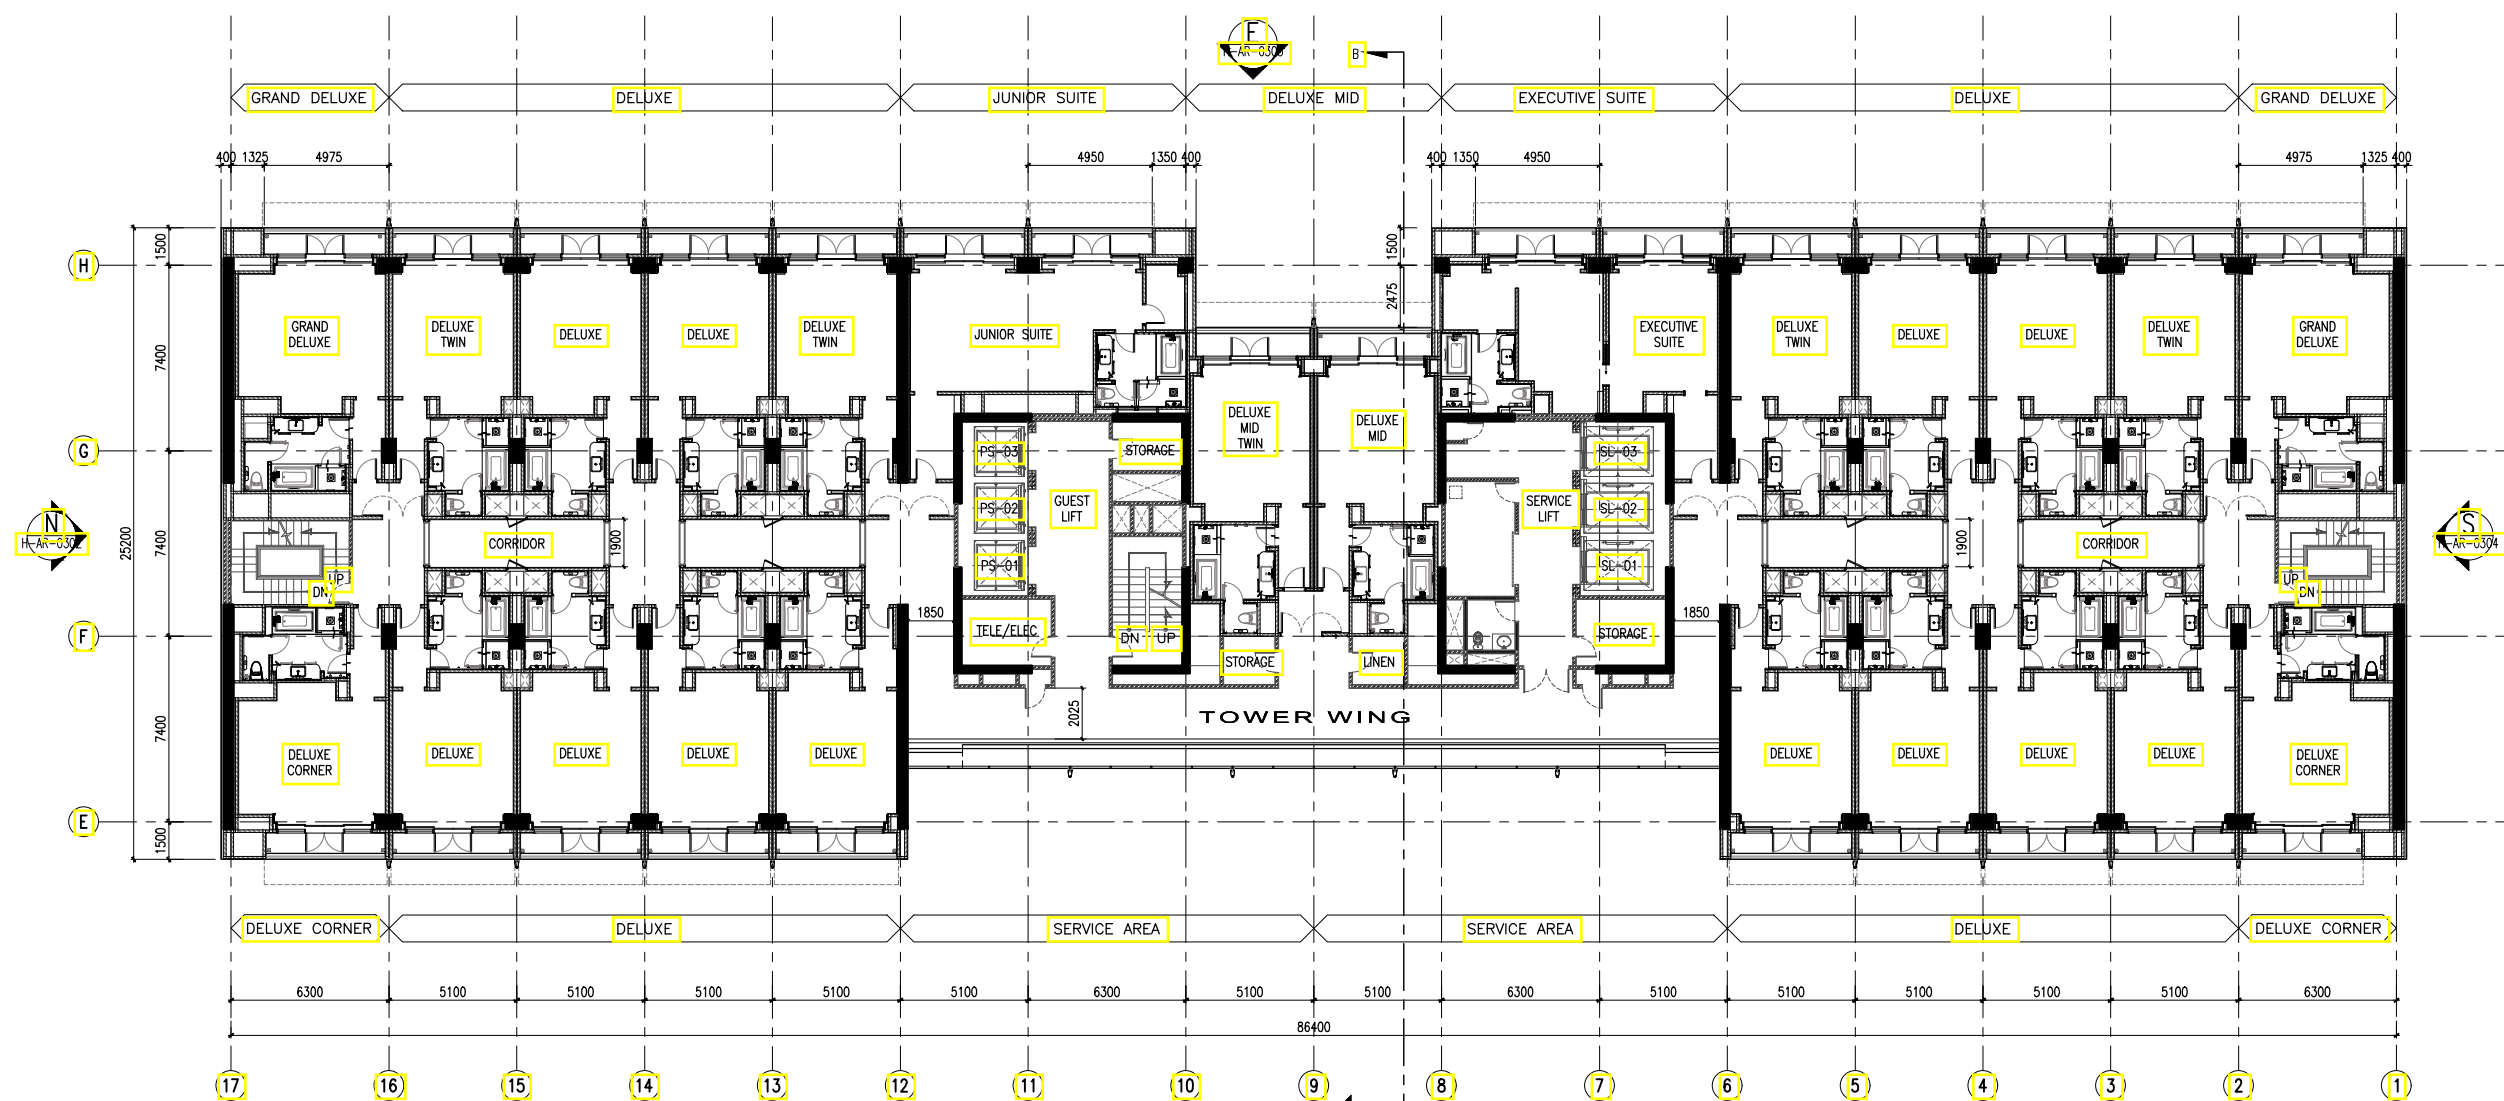 E
H-AR-0303
B
GRAND DELUXE
DELUXE
JUNIOR SUITE
DELUXE MID
EXECUTIVE SUITE
DELUXE
GRAND DELUXE
400 1325 4975 4950 1350 400 400 1350 4950 4975 1325 400
1500
1500
H
2475
GRAND
DELUXE
DELUXE
TWIN
DELUXE
DELUXE
DELUXE
TWIN
JUNIOR SUITE
EXECUTIVE
SUITE
DELUXE
TWIN
DELUXE
DELUXE
DELUXE
TWIN
GRAND
DELUXE
7400
DELUXE
MID
TWIN
DELUXE
MID
G
PS-03
STORAGE
SL-03
GUEST
LIFT
PS-02
SERVICE
LIFT
SL-02
N
H-AR-0302
25200
7400
CORRIDOR
1900
PS-01
SL-01
1900
CORRIDOR
S
H-AR-0304
UP
DN
UP
DN
1850
1850
F
TELE/ELEC
DN
UP
STORAGE
STORAGE
LINEN
2025
TOWER WING
7400
DELUXE
CORNER
DELUXE
DELUXE
DELUXE
DELUXE
DELUXE
DELUXE
DELUXE
DELUXE
DELUXE
CORNER
E
1500
DELUXE CORNER
DELUXE
SERVICE AREA
SERVICE AREA
DELUXE
DELUXE CORNER
6300 5100 5100 5100 5100 5100 6300 5100 5100 6300 5100 5100 5100 5100 5100 6300
86400
17 16 15 14 13 12 11 10 9 8 7 6 5 4 3 2 1